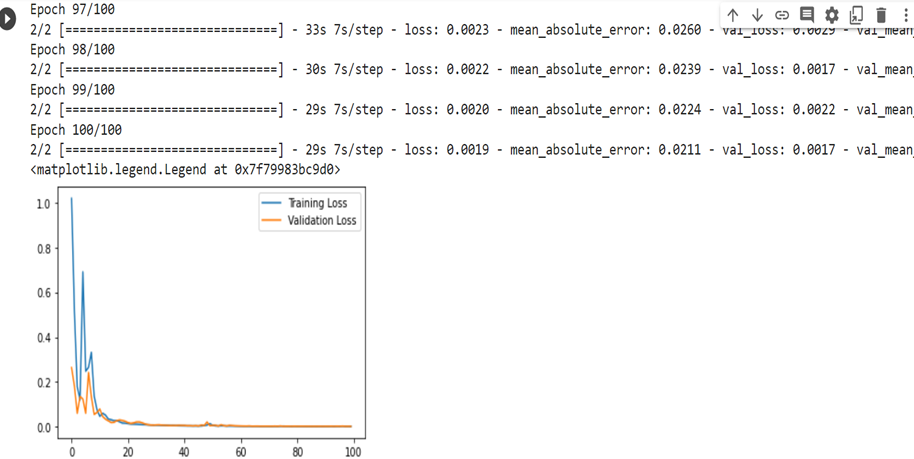 Epoch 97/100
2/2 [==============================] - 33s 7s/step - loss: 0.0023 - mean_absolute_error: 0.0260 - val_loss: 0.0029 - val_mean
Epoch 98/100
2/2 [==============================] - 30s 7s/step - loss: 0.0022 - mean_absolute_error: 0.0239 - val_loss: 0.0017 - val_mean
Epoch 99/100
2/2 [==============================] - 29s 7s/step - loss: 0.0020 - mean_absolute_error: 0.0224 - val_loss: 0.0022 - val_mean
Epoch 100/100
2/2 [==============================] - 29s 7s/step - loss: 0.0019 - mean_absolute_error: 0.0211 - val_loss: 0.0017 - val_mean
<matplotlib.legend.Legend at 0x7f79983bc9d0>
Training Loss
Validation Loss
1.0
0.8
0.6
0.4
0.2
0.0
0 20 40 60 80 100